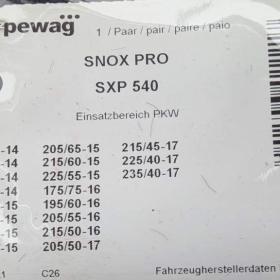 pewag 1 / Paar / pair / paire / paio
SNOX PRO
SXP 540
Einsatzbereich PKW
-14 205/65-15 215/45-17
-14 215/60-15 225/40-17
-14 225/55-15 235/40-17
-14 175/75-16
-14 195/60-16
-15 205/55-16
-15 215/50-16
-15 205/50-17
C26 Fahrzeugherstellerdaten